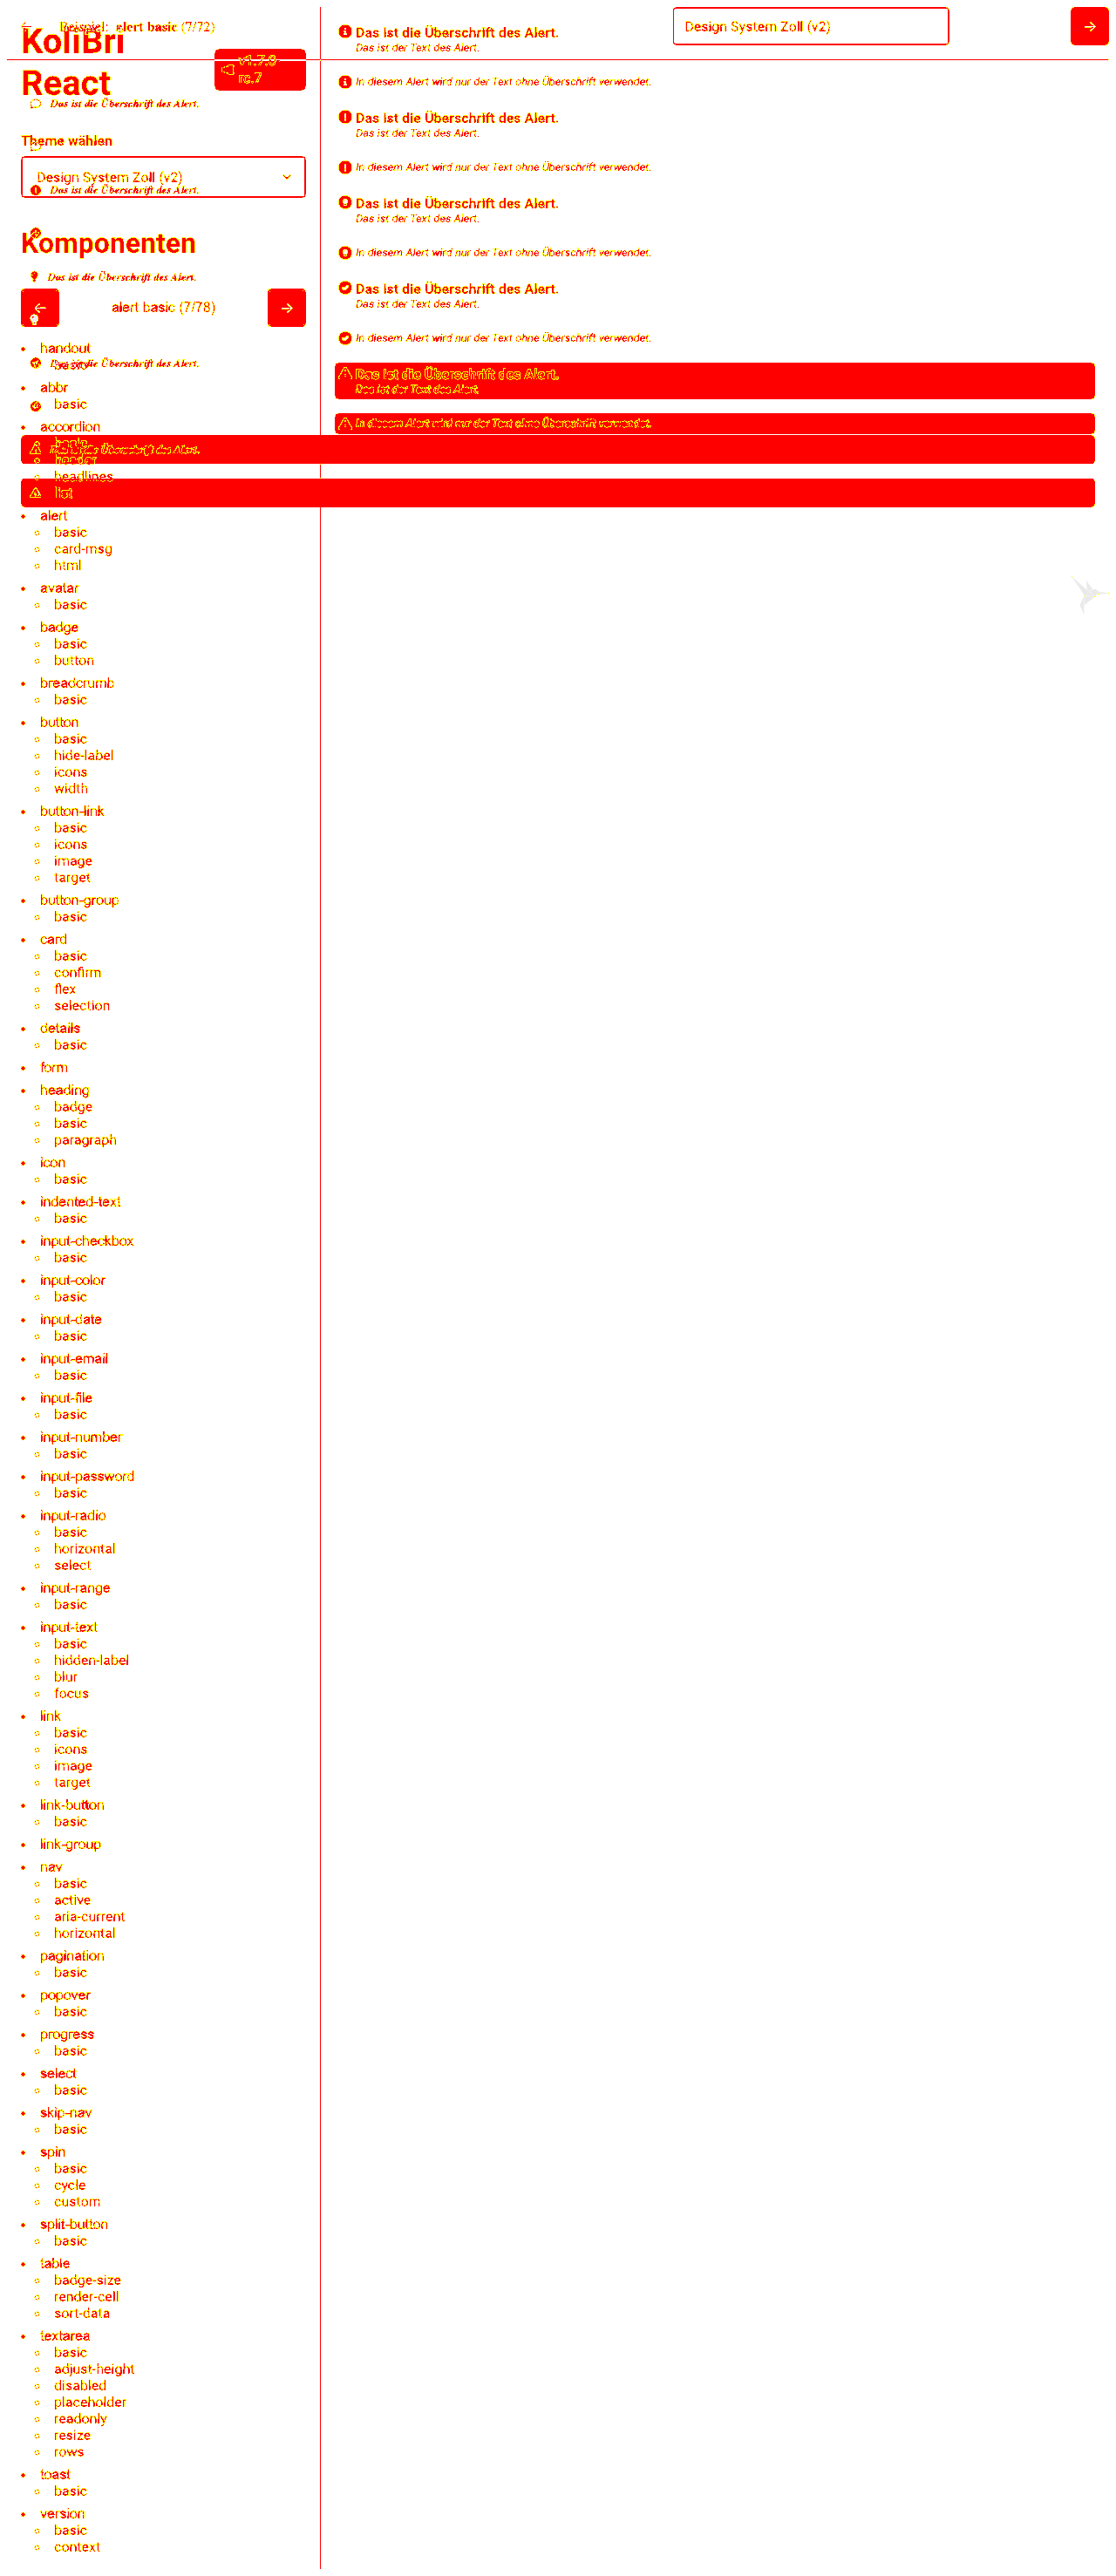 Beispiel: alert basic (7/72)
Design System Zoll (v2)
KoliBri
React
v1.7.0-
rc.7
Das ist die Überschrift des Alert.
Theme wählen
Design System Zoll (v2)
Das ist die Überschrift des Alert.
Komponenten
Das ist die Überschrift des Alert.
alert basic (7/78)
handout
basic
Das ist die Überschrift des Alert.
abbr
basic
accordion
basic
header
Das ist die Überschrift des Alert.
headlines
list
alert
basic
card-msg
html
avatar
basic
badge
basic
button
breadcrumb
basic
button
basic
hide-label
icons
width
button-link
basic
icons
image
target
button-group
basic
card
basic
confirm
flex
selection
details
basic
form
heading
badge
basic
paragraph
icon
basic
indented-text
basic
input-checkbox
basic
input-color
basic
input-date
basic
input-email
basic
input-file
basic
input-number
basic
input-password
basic
input-radio
basic
horizontal
select
input-range
basic
input-text
basic
hidden-label
blur
focus
link
basic
icons
image
target
link-button
basic
link-group
nav
basic
active
aria-current
horizontal
pagination
basic
popover
basic
progress
basic
select
basic
skip-nav
basic
spin
basic
cycle
custom
split-button
basic
table
badge-size
render-cell
sort-data
textarea
basic
adjust-height
disabled
placeholder
readonly
resize
rows
toast
basic
version
basic
context
Das ist die Überschrift des Alert.
Das ist der Text des Alert.
In diesem Alert wird nur der Text ohne Überschrift verwendet.
Das ist die Überschrift des Alert.
Das ist der Text des Alert.
In diesem Alert wird nur der Text ohne Überschrift verwendet.
Das ist die Überschrift des Alert.
Das ist der Text des Alert.
In diesem Alert wird nur der Text ohne Überschrift verwendet.
Das ist die Überschrift des Alert.
Das ist der Text des Alert.
In diesem Alert wird nur der Text ohne Überschrift verwendet.
Das ist die Überschrift des Alert.
Das ist der Text des Alert.
In diesem Alert wird nur der Text ohne Überschrift verwendet.